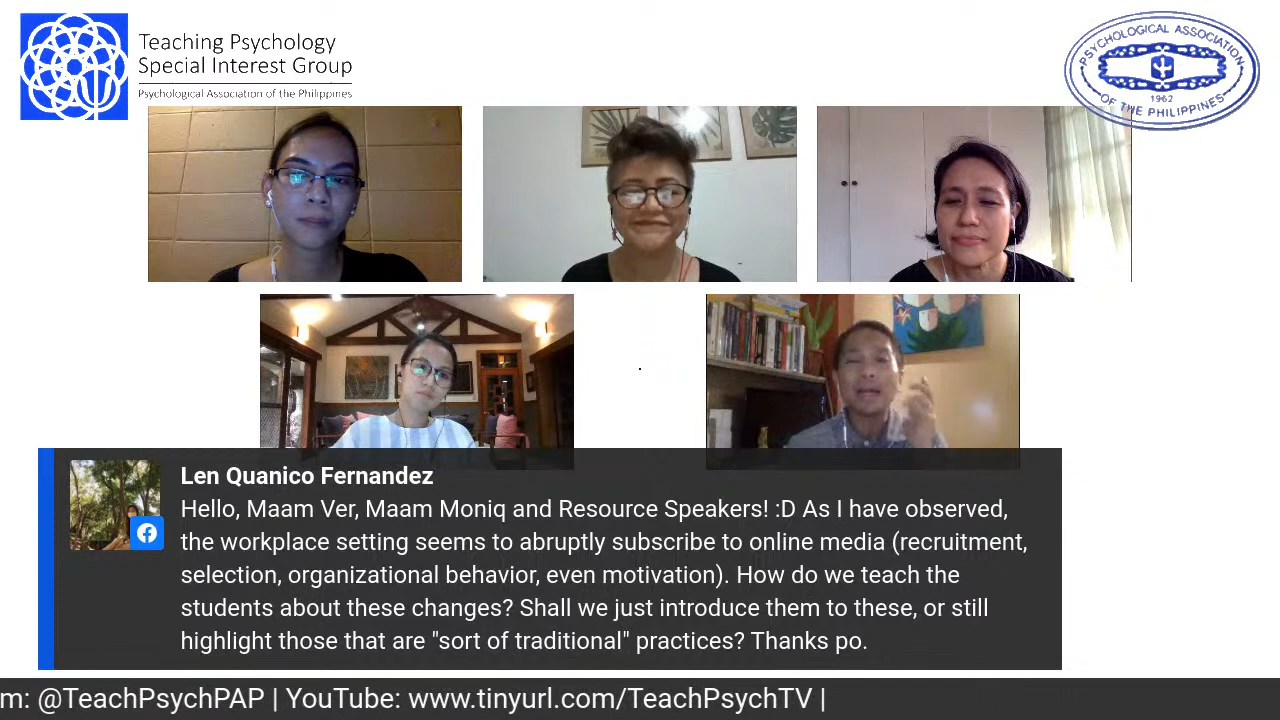 Teaching Psychology
Special Interest Group
Psychological Association of the Philippines
PSYCHOLOGICAL ASSOCIATION
1962
OF THE PHILIPPINES
Len Quanico Fernandez
Hello, Maam Ver, Maam Moniq and Resource Speakers! :D As I have observed,
the workplace setting seems to abruptly subscribe to online media (recruitment,
selection, organizational behavior, even motivation). How do we teach the
students about these changes? Shall we just introduce them to these, or still
highlight those that are "sort of traditional" practices? Thanks po.
m: @TeachPsychPAP | YouTube: www.tinyurl.com/TeachPsychTV |